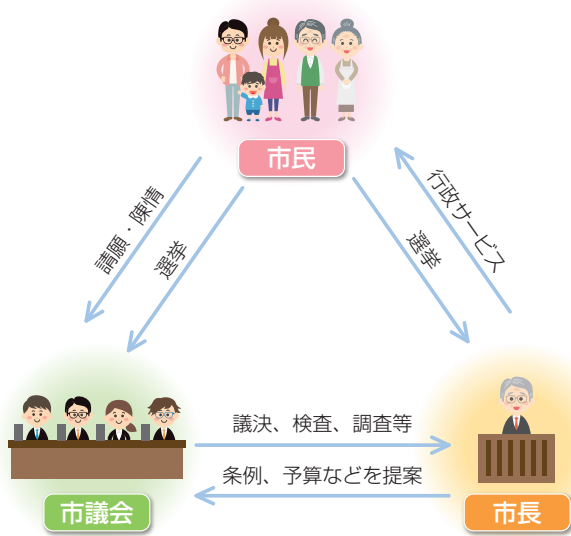 市民
請願・陳情
選挙
選挙
行政サービス
議決、検査、調査等
条例、予算などを提案
市議会
市長